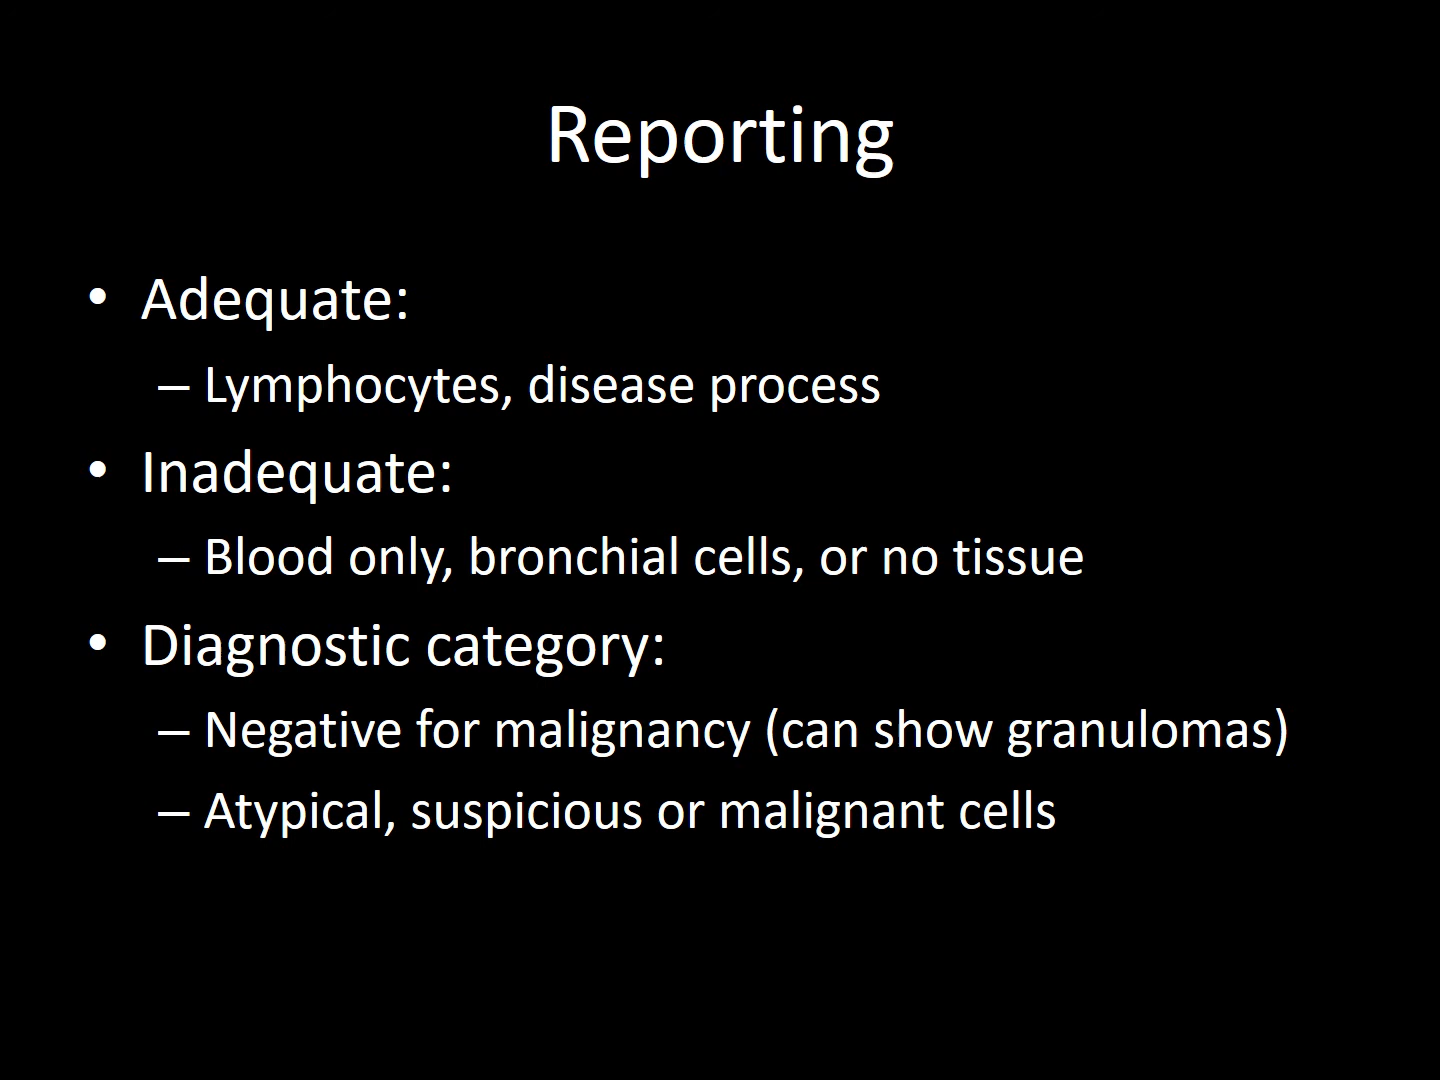 Reporting
• Adequate:
– Lymphocytes, disease process
• Inadequate:
– Blood only, bronchial cells, or no tissue
• Diagnostic category:
– Negative for malignancy (can show granulomas)
– Atypical, suspicious or malignant cells